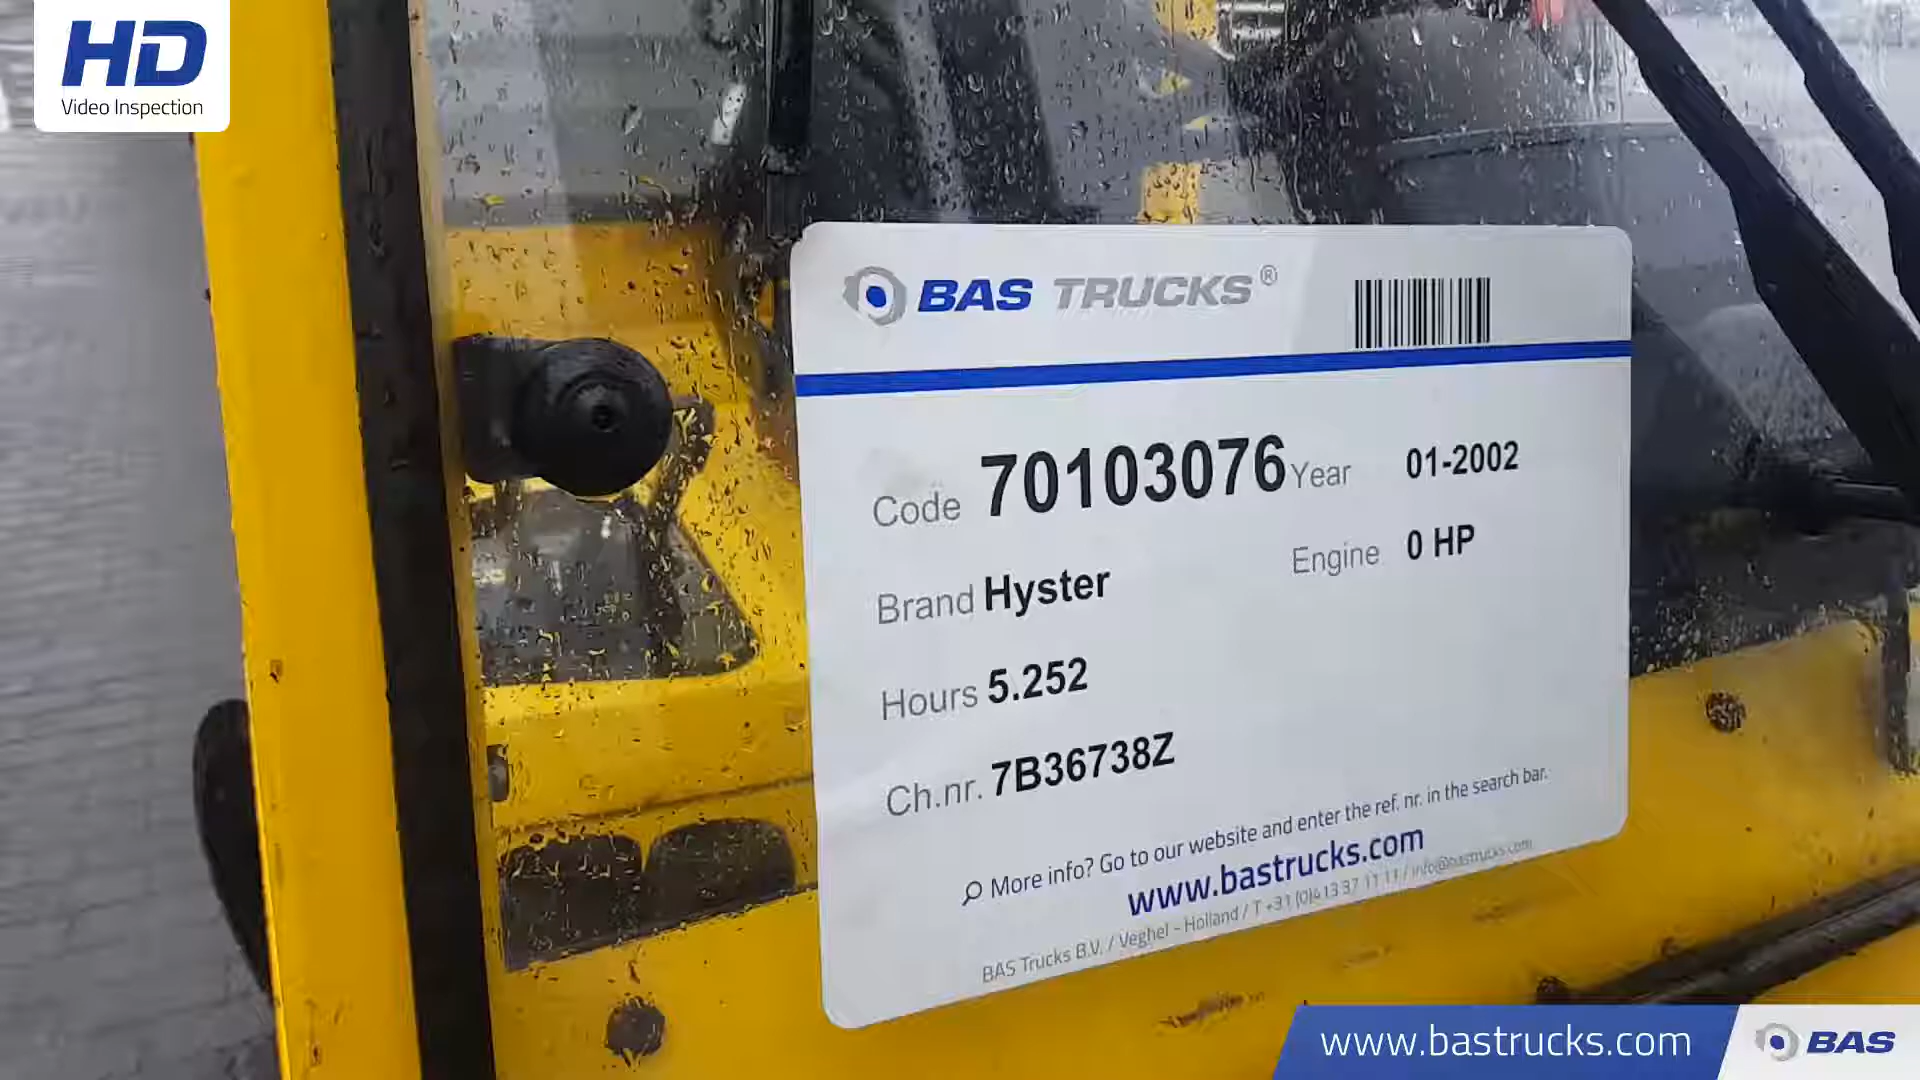 HD
Video Inspection
BAS TRUCKS®
Code 70103076 Year 01-2002
Brand Hyster Engine 0 HP
Hours 5.252
Ch.nr. 7B36738Z
More info? Go to our website and enter the ref. nr. in the search bar.
www.bastrucks.com
BAS Trucks B.V. / Veghel - Holland / T +31 (0)413 37 11 11 / info@bastrucks.com
www.bastrucks.com
BAS